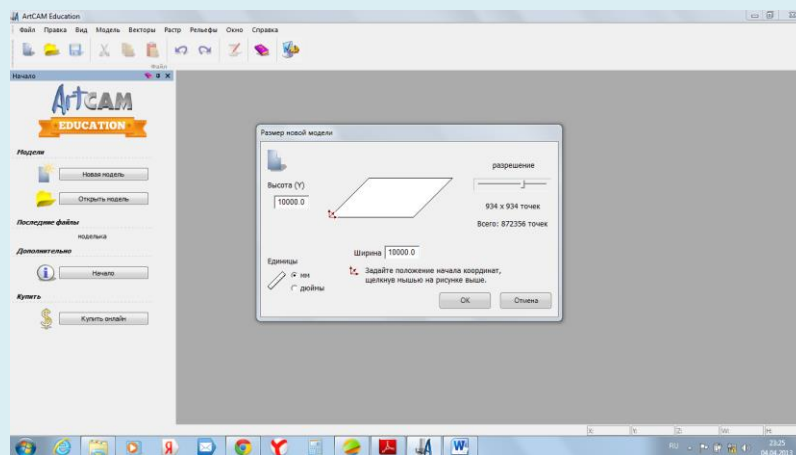 ArtCAM Education
Файл Правка Вид Модель Векторы Растр Рельефы Окно Справка
Файл
Начало
ArtCAM
EDUCATION
Модели
Новая модель
Открыть модель
Последние файлы
моделька
Дополнительно
Начало
Купить
Купить онлайн
Размер новой модели
разрешение
Высота (Y)
10000.0
934 x 934 точек
Всего: 872356 точек
Ширина 10000.0
Единицы
мм
дюймы
Задайте положение начала координат,
щелкнув мышью на рисунке выше.
OK Отмена
X: Y: Z: W: H:
RU
23:25
04.04.2013